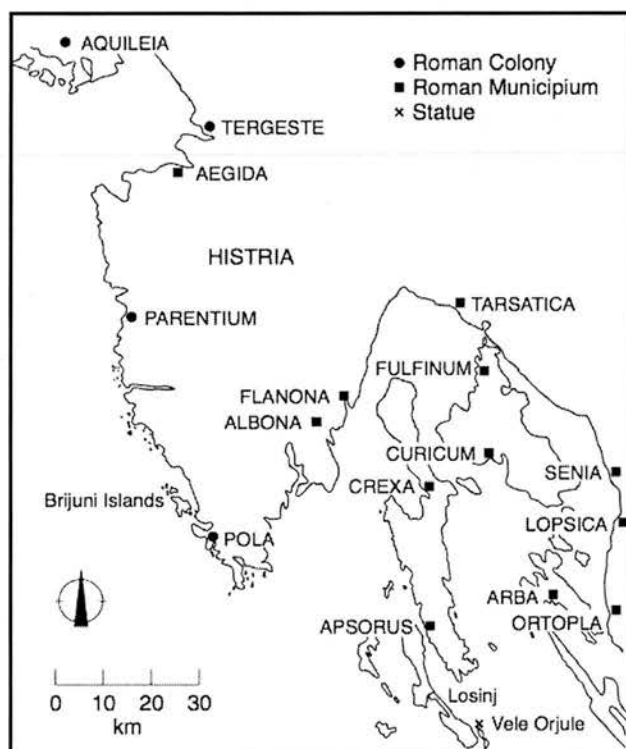 AQUILEIA
Roman Colony
Roman Municipium
Statue
TERGESTE
AEGIDA
HISTRIA
TARSATICA
PARENTIUM
FULFINUM
FLANONA
ALBONA
CURICUM
SENIA
CREXA
Brijuni Islands
LOPSICA
POLA
ARBA
ORTOPLA
APSORUS
Losinj
0 10 20 30
km
Vele Orjule